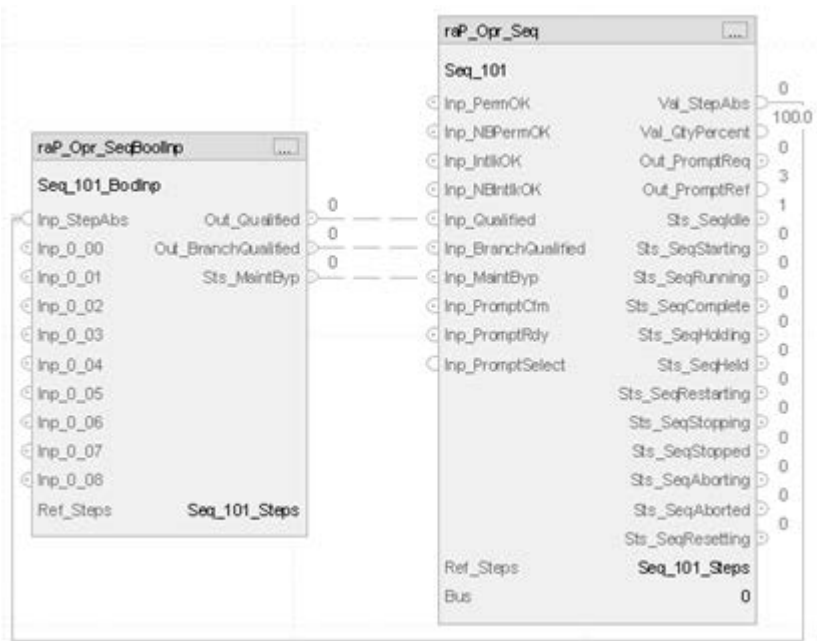 raP_Opr_SeqBoolInp ...
Seq_101_BoolInp
Inp_StepAbs Out_Qualified 0
Inp_0_00 Out_BranchQualified 0
Inp_0_01 Sts_MaintByp 0
Inp_0_02
Inp_0_03
Inp_0_04
Inp_0_05
Inp_0_06
Inp_0_07
Inp_0_08
Ref_Steps Seq_101_Steps
raP_Opr_Seq ...
Seq_101
Inp_PermOK Val_StepAbs 0
Inp_NBPermOK Val_QtyPercent 100.0
Inp_IntlkOK Out_PromptReq 0
Inp_NBIntlkOK Out_PromptRef 3
Inp_Qualified Sts_SeqIdle 1
Inp_BranchQualified Sts_SeqStarting 0
Inp_MaintByp Sts_SeqRunning 0
Inp_PromptCfm Sts_SeqComplete 0
Inp_PromptRdy Sts_SeqHolding 0
Inp_PromptSelect Sts_SeqHeld 0
Sts_SeqRestarting 0
Sts_SeqStopping 0
Sts_SeqStopped 0
Sts_SeqAborting 0
Sts_SeqAborted 0
Sts_SeqResetting 0
Ref_Steps Seq_101_Steps
Bus 0